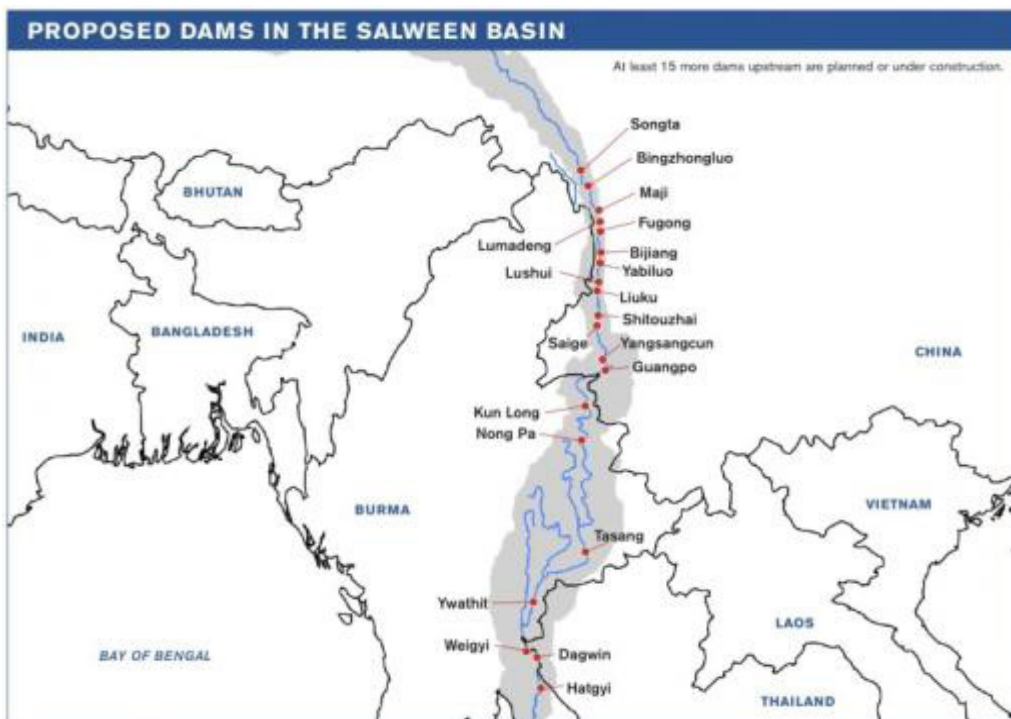 PROPOSED DAMS IN THE SALWEEN BASIN
At least 15 more dams upstream are planned or under construction.
Songta
Bingzhongluo
BHUTAN
Maji
Fugong
Lumadeng
Bijiang
Lushui
Yabiluo
Liuku
Shitouzhai
INDIA
BANGLADESH
Saige
Yangsangcun
CHINA
Guangpo
Kun Long
Nong Pa
BURMA
VIETNAM
Tasang
Ywathit
LAOS
Weigyi
BAY OF BENGAL
Dagwin
Hatgyi
THAILAND